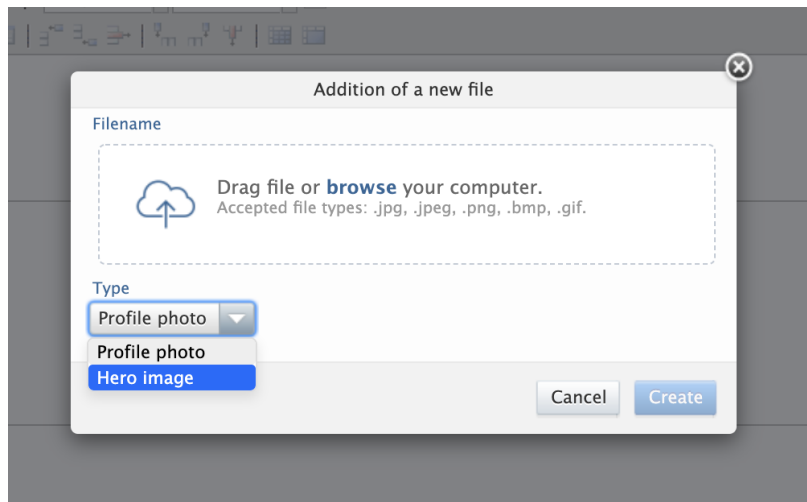 Addition of a new file
Filename
Drag file or browse your computer.
Accepted file types: .jpg, .jpeg, .png, .bmp, .gif.
Type
Profile photo
Profile photo
Hero image
Cancel
Create